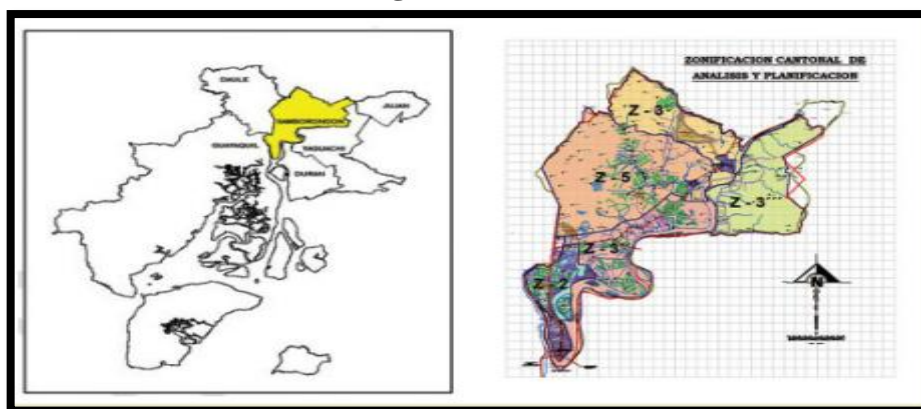 DAULE
SAMBORONDON
JUJAN
GUAYAQUIL
YAGUACHI
DURAN
ZONIFICACION CANTONAL DE
ANALISIS Y PLANIFICACION
Z - 3
Z - 5
Z - 3
Z - 3
Z - 2
N